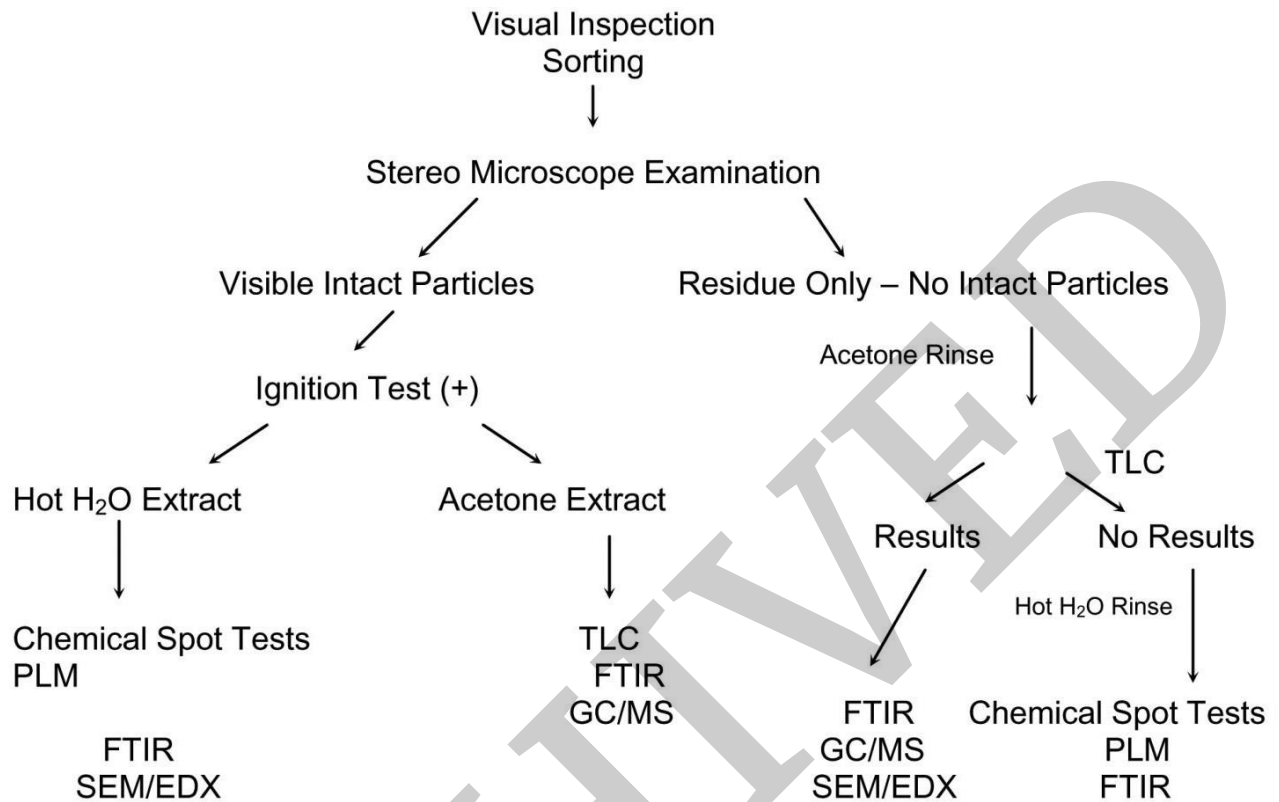 Visual Inspection
Sorting
Stereo Microscope Examination
Visible Intact Particles
Residue Only – No Intact Particles
Acetone Rinse
Ignition Test (+)
TLC
Hot H₂O Extract
Acetone Extract
Results
No Results
Hot H₂O Rinse
Chemical Spot Tests
PLM
FTIR
SEM/EDX
TLC
FTIR
GC/MS
FTIR
GC/MS
SEM/EDX
Chemical Spot Tests
PLM
FTIR